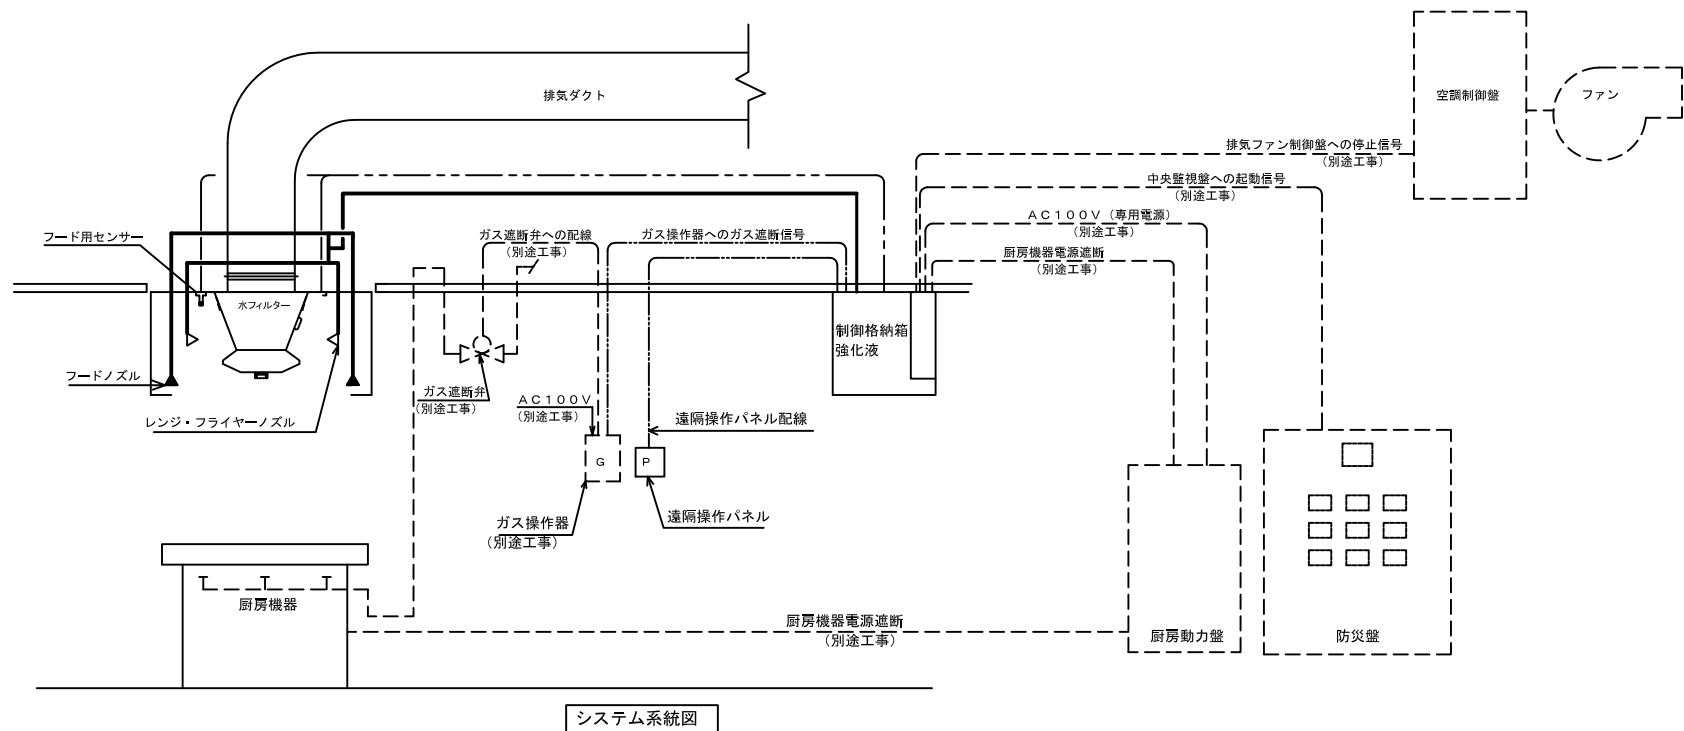 排気ダクト
空調制御盤
ファン
排気ファン制御盤への停止信号
（別途工事）
中央監視盤への起動信号
（別途工事）
AC100V（専用電源）
（別途工事）
厨房機器電源遮断
（別途工事）
フード用センサー
ガス遮断弁への配線
（別途工事）
ガス操作器へのガス遮断信号
水フィルター
制御格納箱
強化液
フードノズル
レンジ・フライヤーノズル
ガス遮断弁
（別途工事）
AC100V
（別途工事）
遠隔操作パネル配線
G
P
ガス操作器
（別途工事）
遠隔操作パネル
厨房機器
厨房機器電源遮断
（別途工事）
厨房動力盤
防災盤
システム系統図